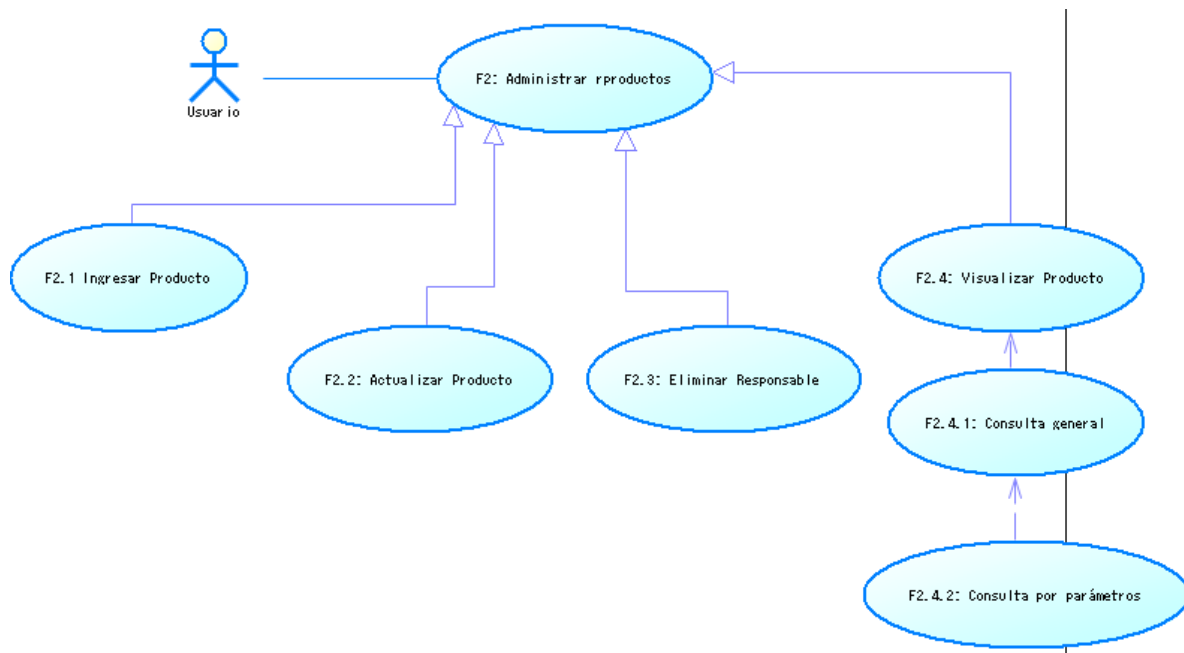 F2: Administrar rproductos
Usuario
F2.1 Ingresar Producto
F2.4: Visualizar Producto
F2.2: Actualizar Producto
F2.3: Eliminar Responsable
F2.4.1: Consulta general
F2.4.2: Consulta por parámetros